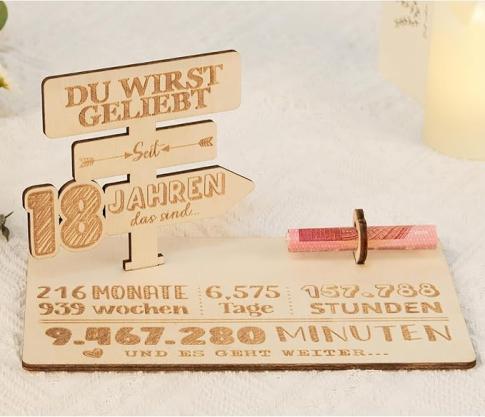 DU WIRST
GELIEBT
Seit
18 JAHREN
das sind...
216 MONATE
939 wochen
6,575
Tage
157.788
STUNDEN
9.467.280 MINUTEN
UND ES GEHT WEITER...